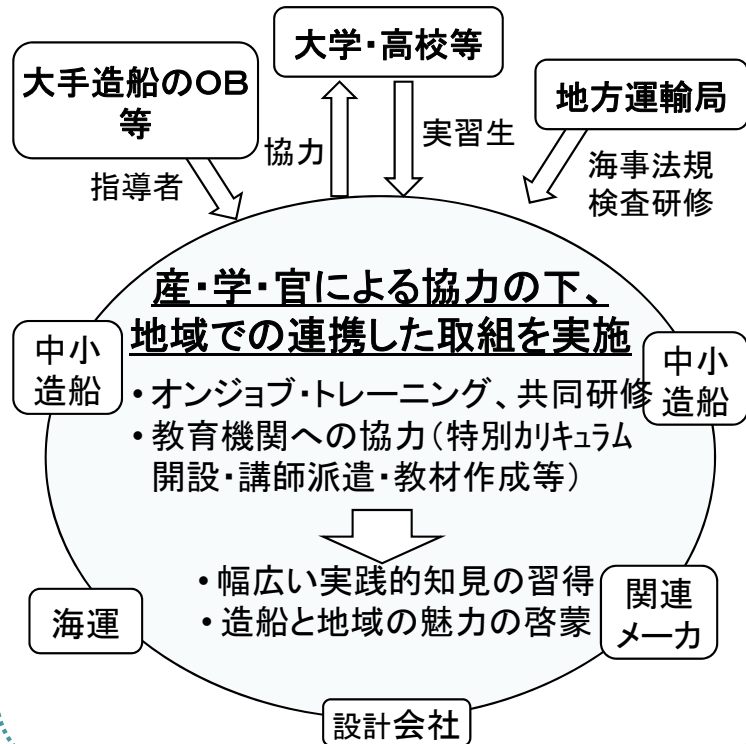 大学・高校等
大手造船のOB
等
地方運輸局
協力
実習生
指導者
海事法規
検査研修
産・学・官による協力の下、
地域での連携した取組を実施
中小
造船
中小
造船
・オンジョブ・トレーニング、共同研修
・教育機関への協力（特別ｶﾘｷｭﾗﾑ
開設・講師派遣・教材作成等）
・幅広い実践的知見の習得
・造船と地域の魅力の啓蒙
海運
関連
メーカ
設計会社